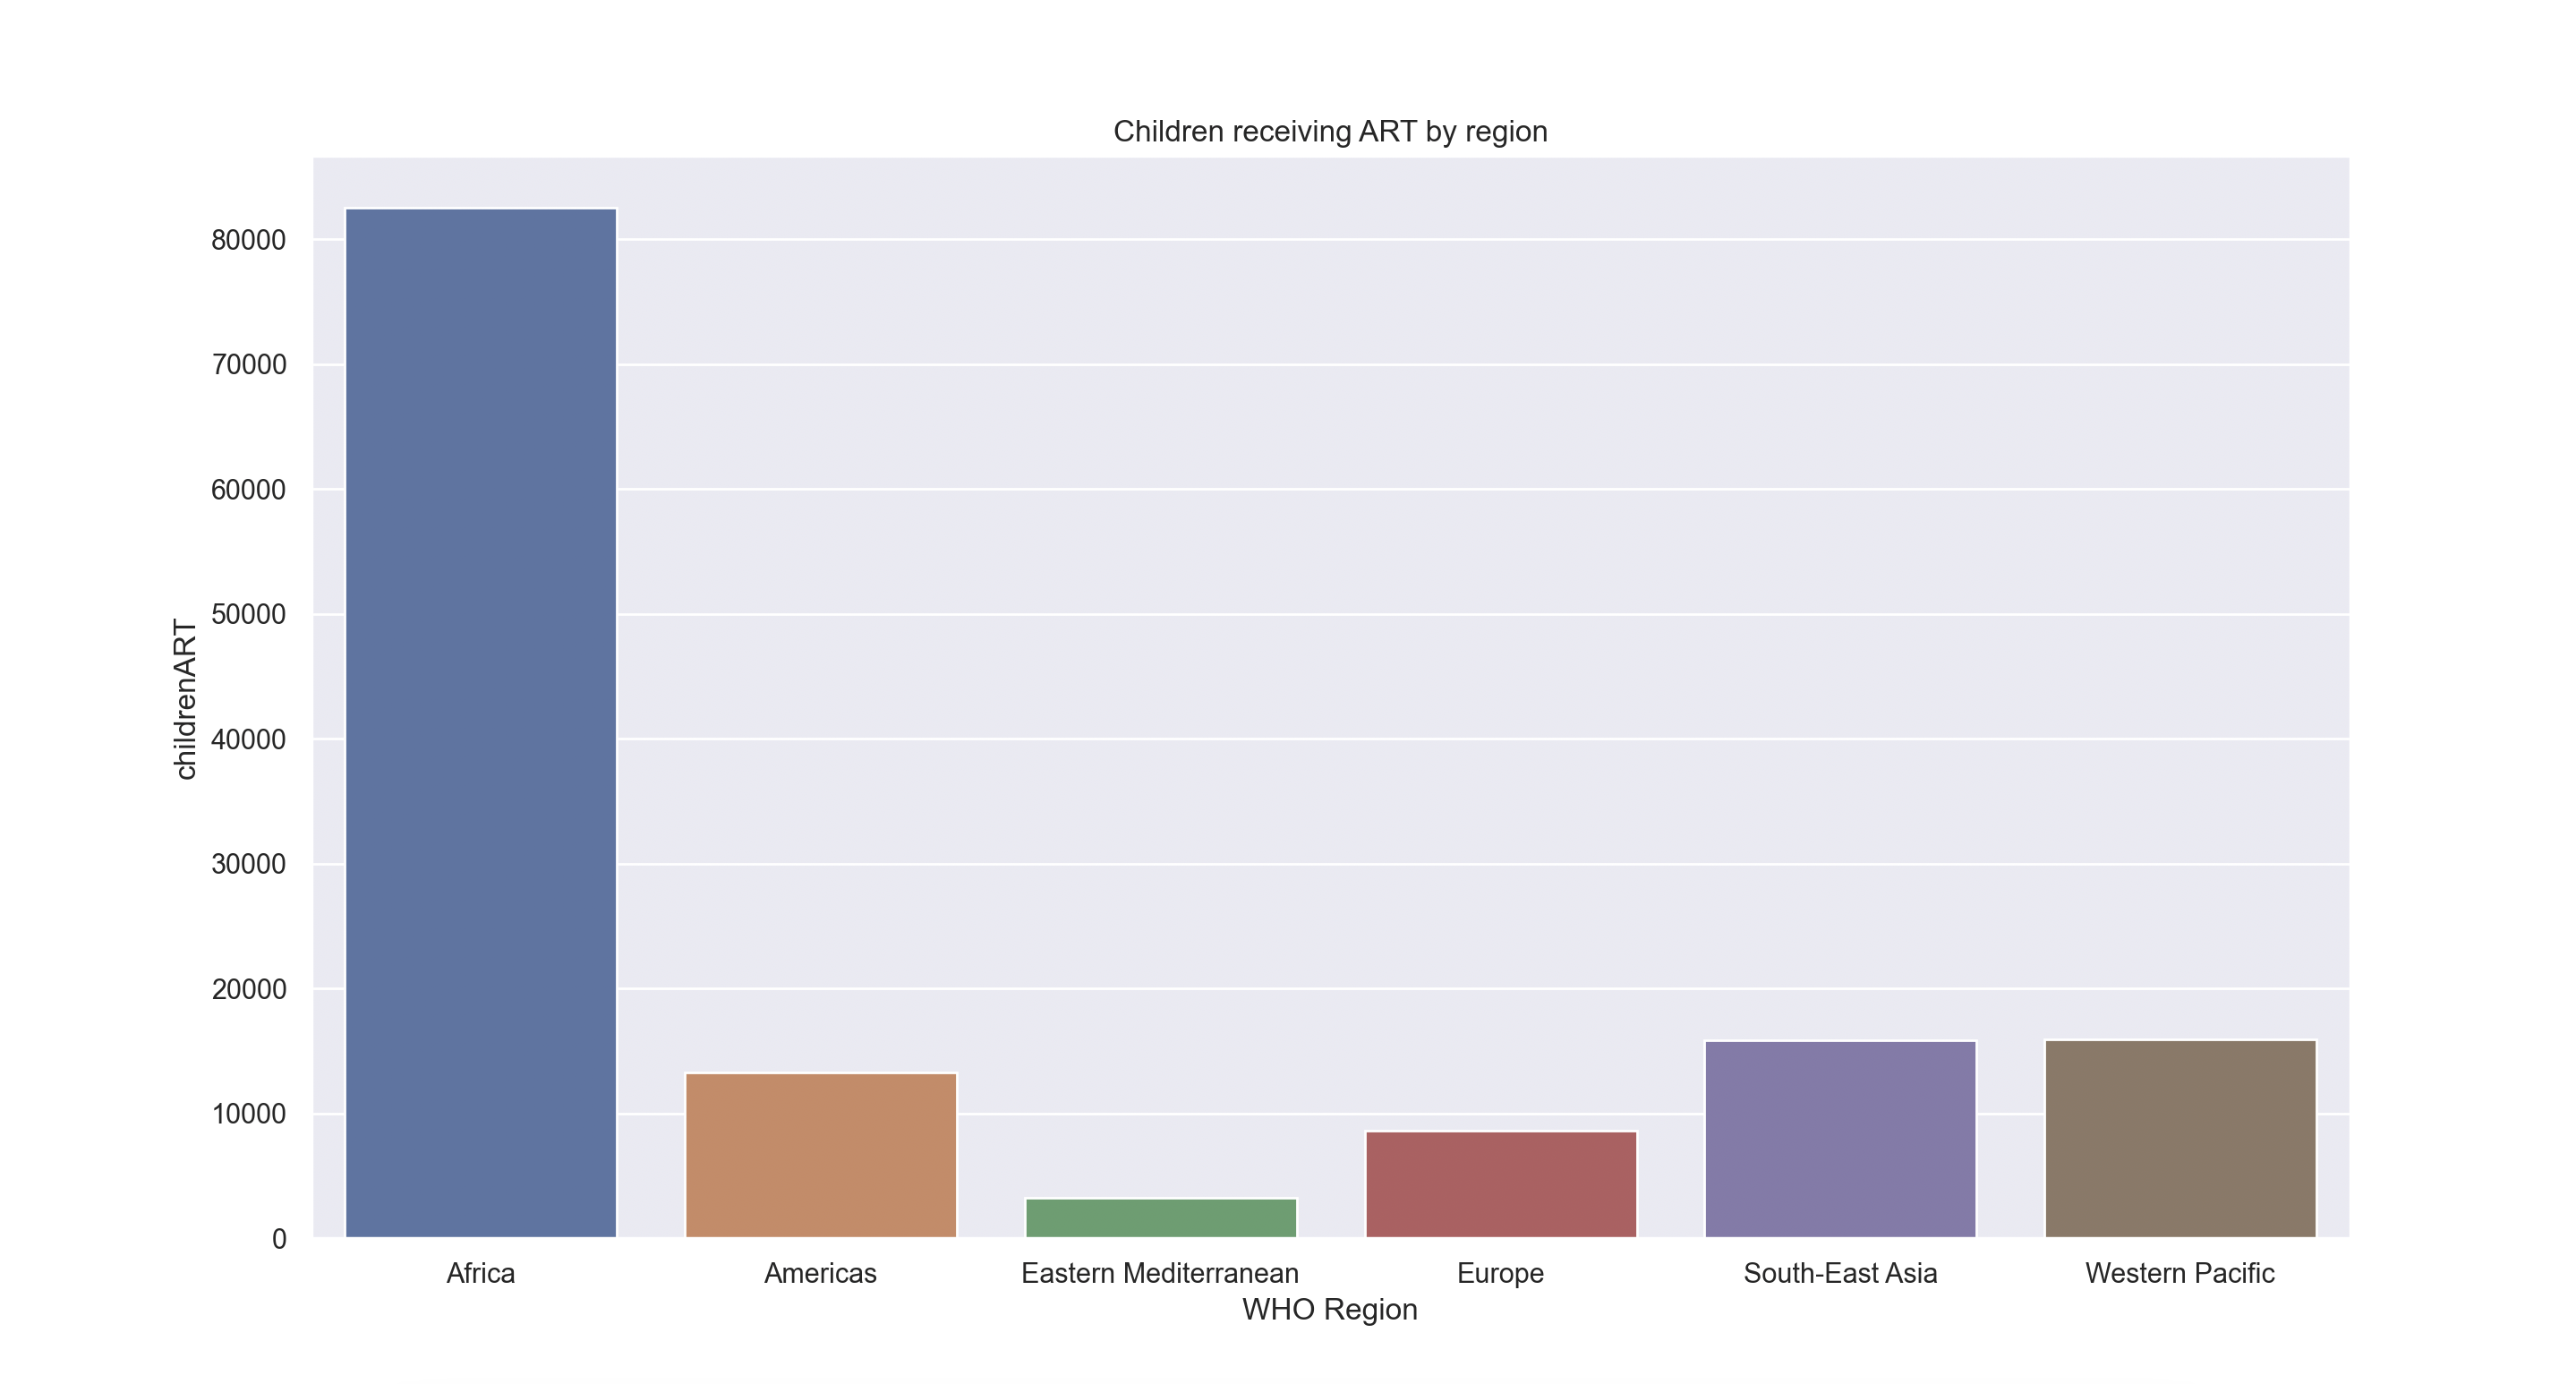 Children receiving ART by region
childrenART
80000
70000
60000
50000
40000
30000
20000
10000
0
Africa Americas Eastern Mediterranean Europe South-East Asia Western Pacific
WHO Region